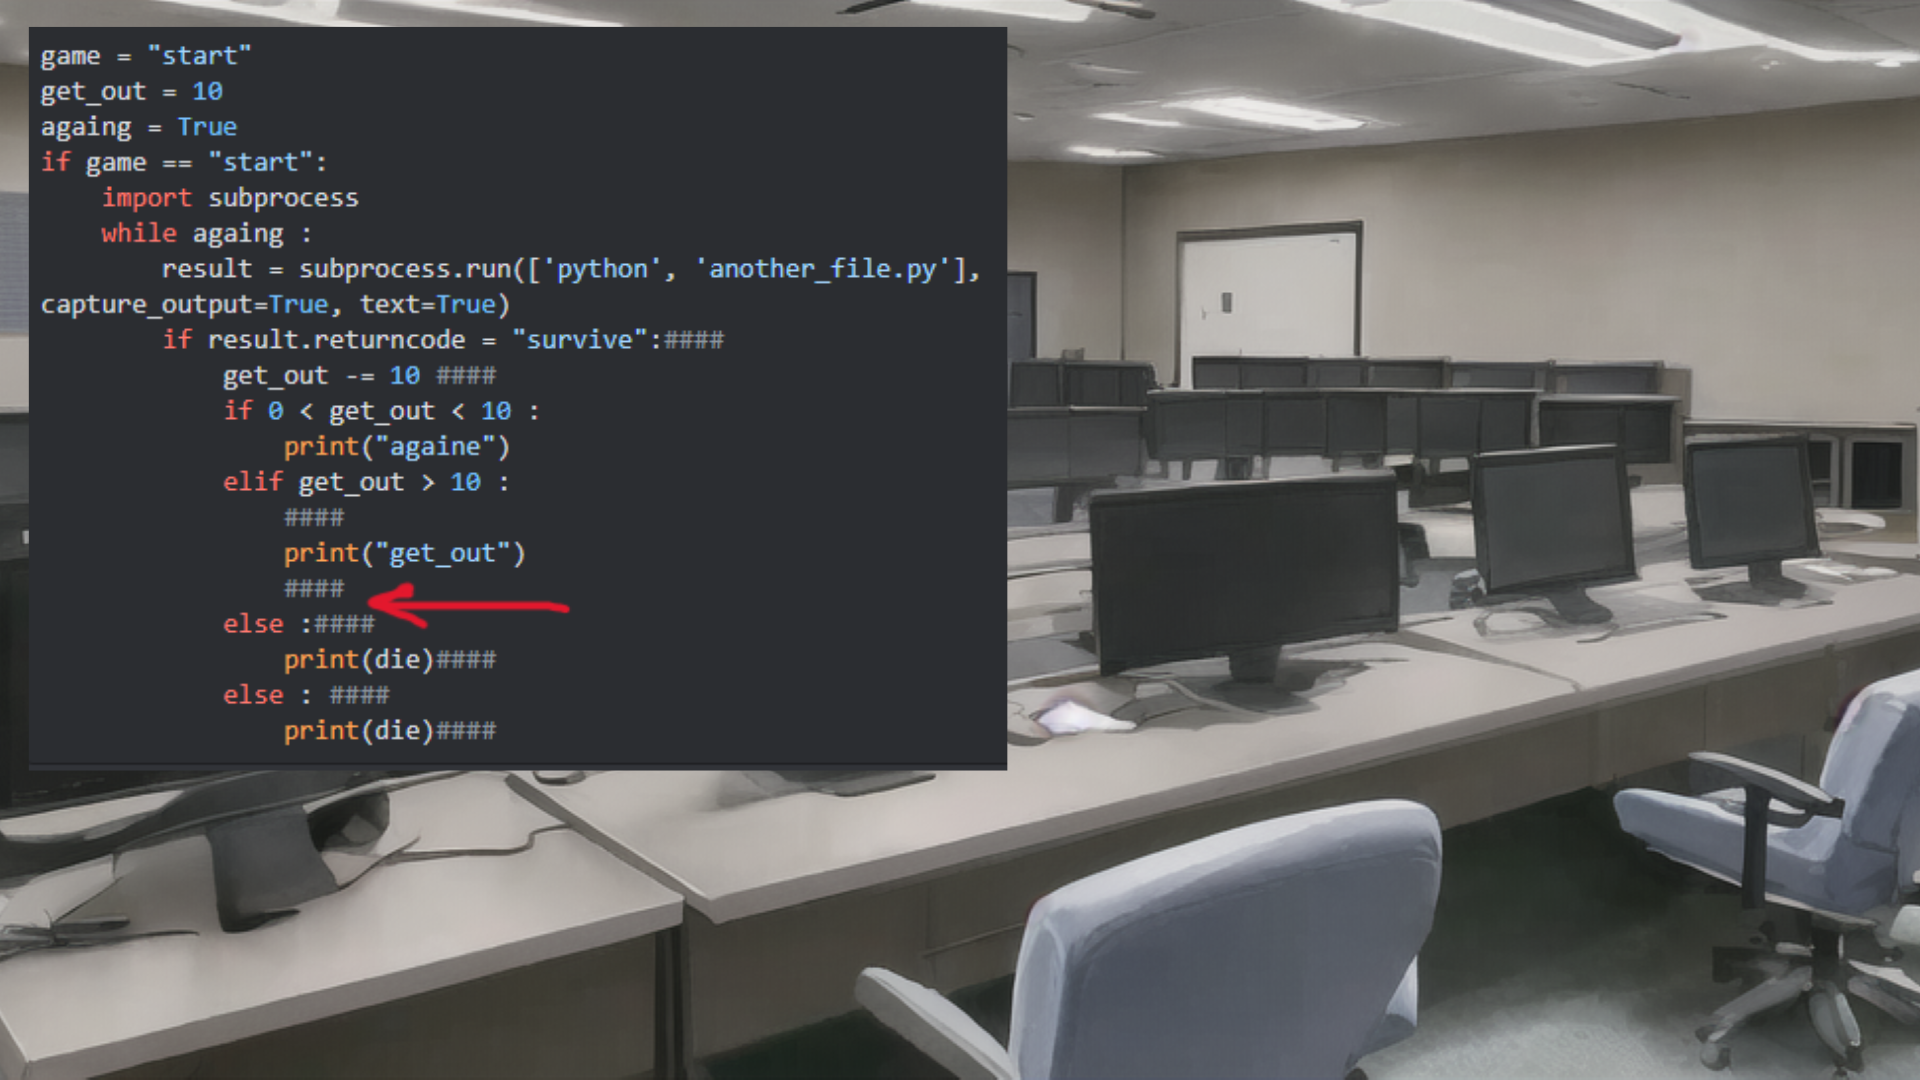 game = "start"
get_out = 10
againg = True
if game == "start":
    import subprocess
    while againg :
        result = subprocess.run(['python', 'another_file.py'],
capture_output=True, text=True)
        if result.returncode = "survive":####
            get_out -= 10 ####
            if 0 < get_out < 10 :
                print("againe")
            elif get_out > 10 :
                ####
                print("get_out")
                ####
            else :####
                print(die)####
            else : ####
                print(die)####